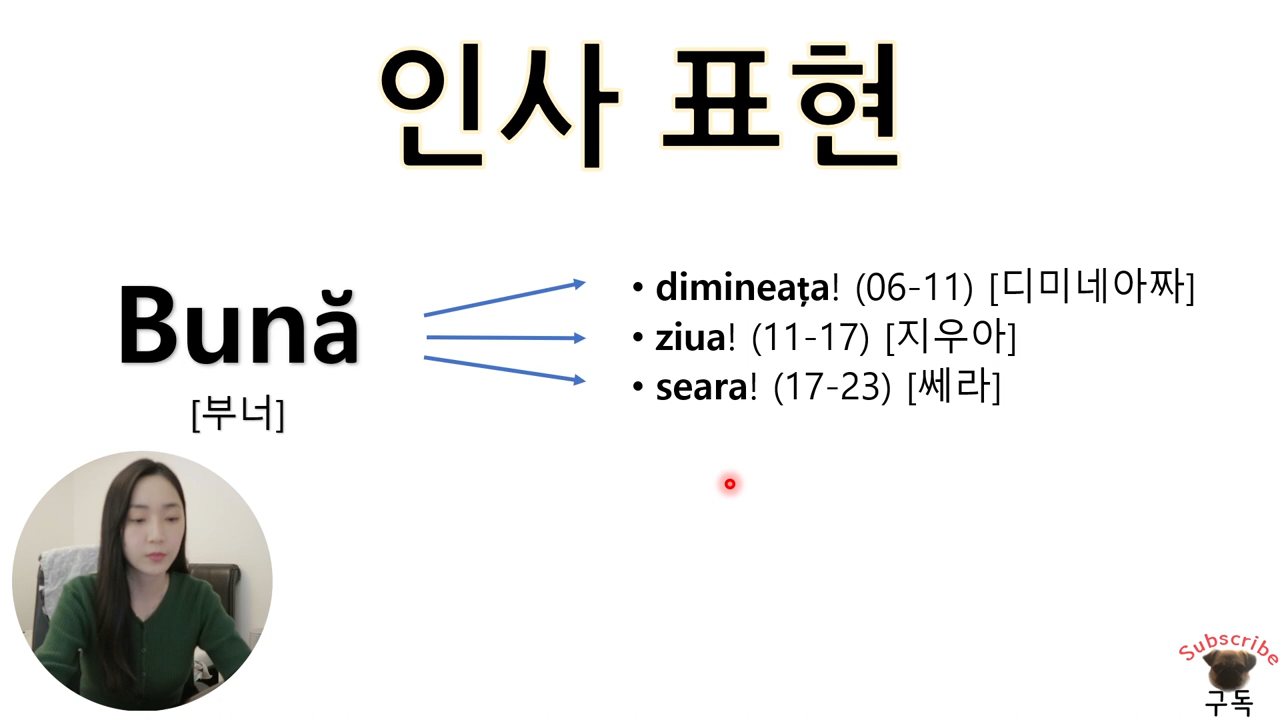 인사 표현
Bună
[부너]
• dimineața! (06-11) [디미네아짜]
• ziua! (11-17) [지우아]
• seara! (17-23) [쎄라]
Subscribe
구독